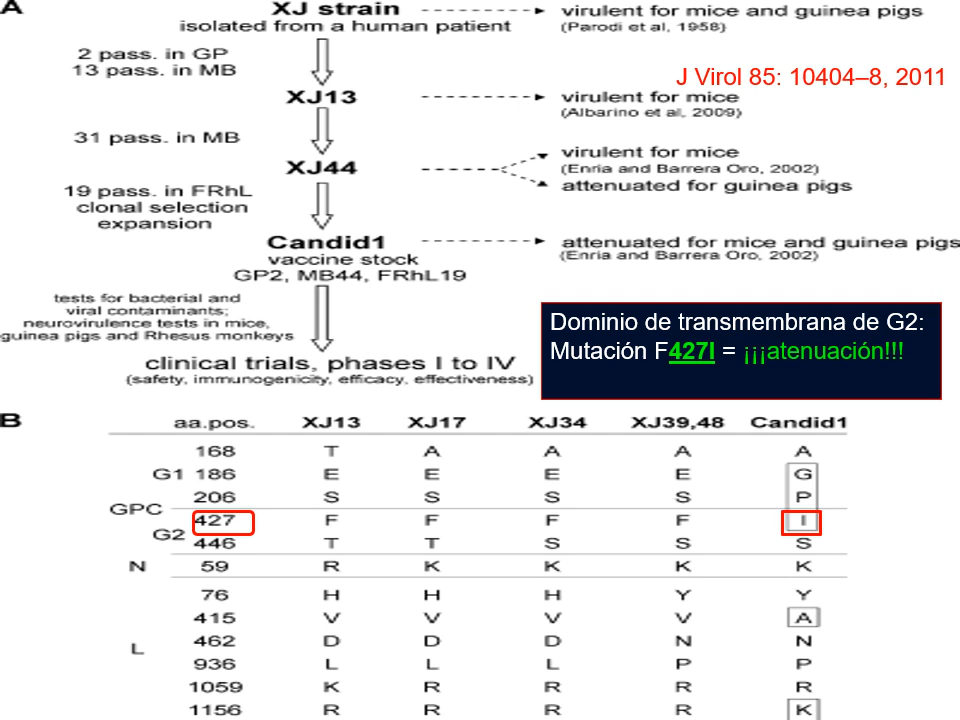 A
XJ strain
isolated from a human patient
virulent for mice and guinea pigs
(Parodi et al, 1958)
2 pass. in GP
13 pass. in MB
J Virol 85: 10404–8, 2011
XJ13
virulent for mice
(Albarino et al, 2009)
31 pass. in MB
XJ44
virulent for mice
(Enria and Barrera Oro, 2002)
attenuated for guinea pigs
19 pass. in FRhL
clonal selection
expansion
Candid1
vaccine stock
GP2, MB44, FRhL19
attenuated for mice and guinea pigs
(Enria and Barrera Oro, 2002)
tests for bacterial and
viral contaminants;
neurovirulence tests in mice,
guinea pigs and Rhesus monkeys
Dominio de transmembrana de G2:
Mutación F427I = ¡¡¡atenuación!!!
clinical trials, phases I to IV
(safety, immunogenicity, efficacy, effectiveness)
B
aa.pos. XJ13 XJ17 XJ34 XJ39,48 Candid1
168 T A A A A
G1 186 E E E E G
206 S S S S P
GPC
427 F F F F I
G2
446 T T S S S
N 59 R K K K K
76 H H H Y Y
415 V V V V A
L
462 D D D N N
936 L L L P P
1059 K R R R R
1156 R R R R K